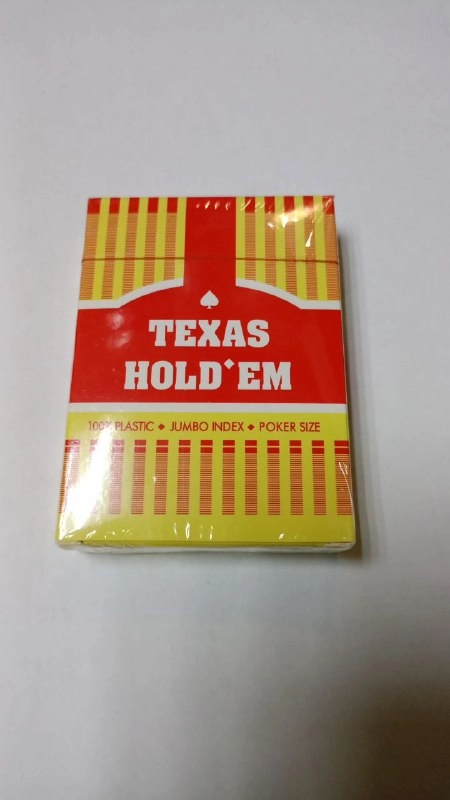 TEXAS
HOLD'EM
100% PLASTIC ◆ JUMBO INDEX ◆ POKER SIZE